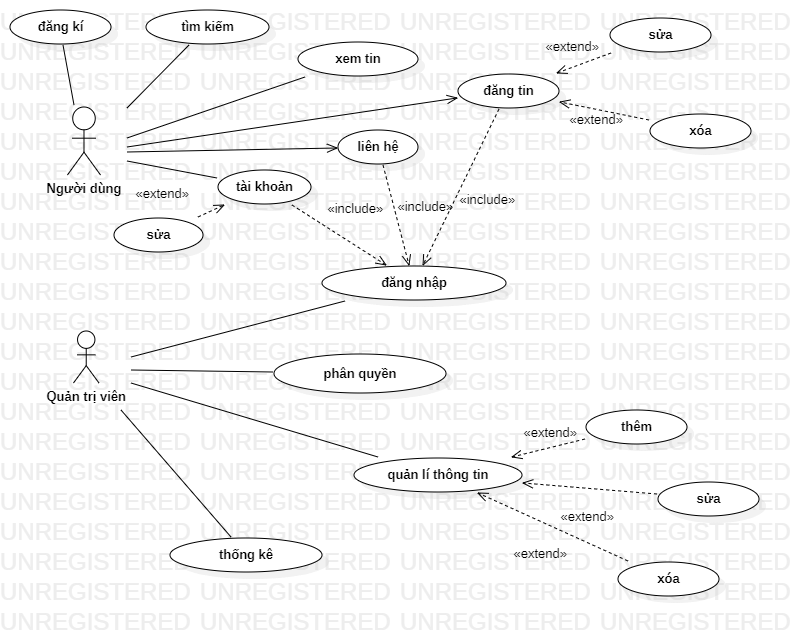 UNREGISTERED UNREGISTERED UNREGISTERED UNREGISTERED
đăng kí
tìm kiếm
sửa
«extend»
xem tin
đăng tin
«extend»
xóa
liên hệ
Người dùng
«extend»
tài khoản
«include»
«include»
«include»
sửa
đăng nhập
Quản trị viên
phân quyền
thêm
«extend»
quản lí thông tin
sửa
«extend»
«extend»
thống kê
xóa